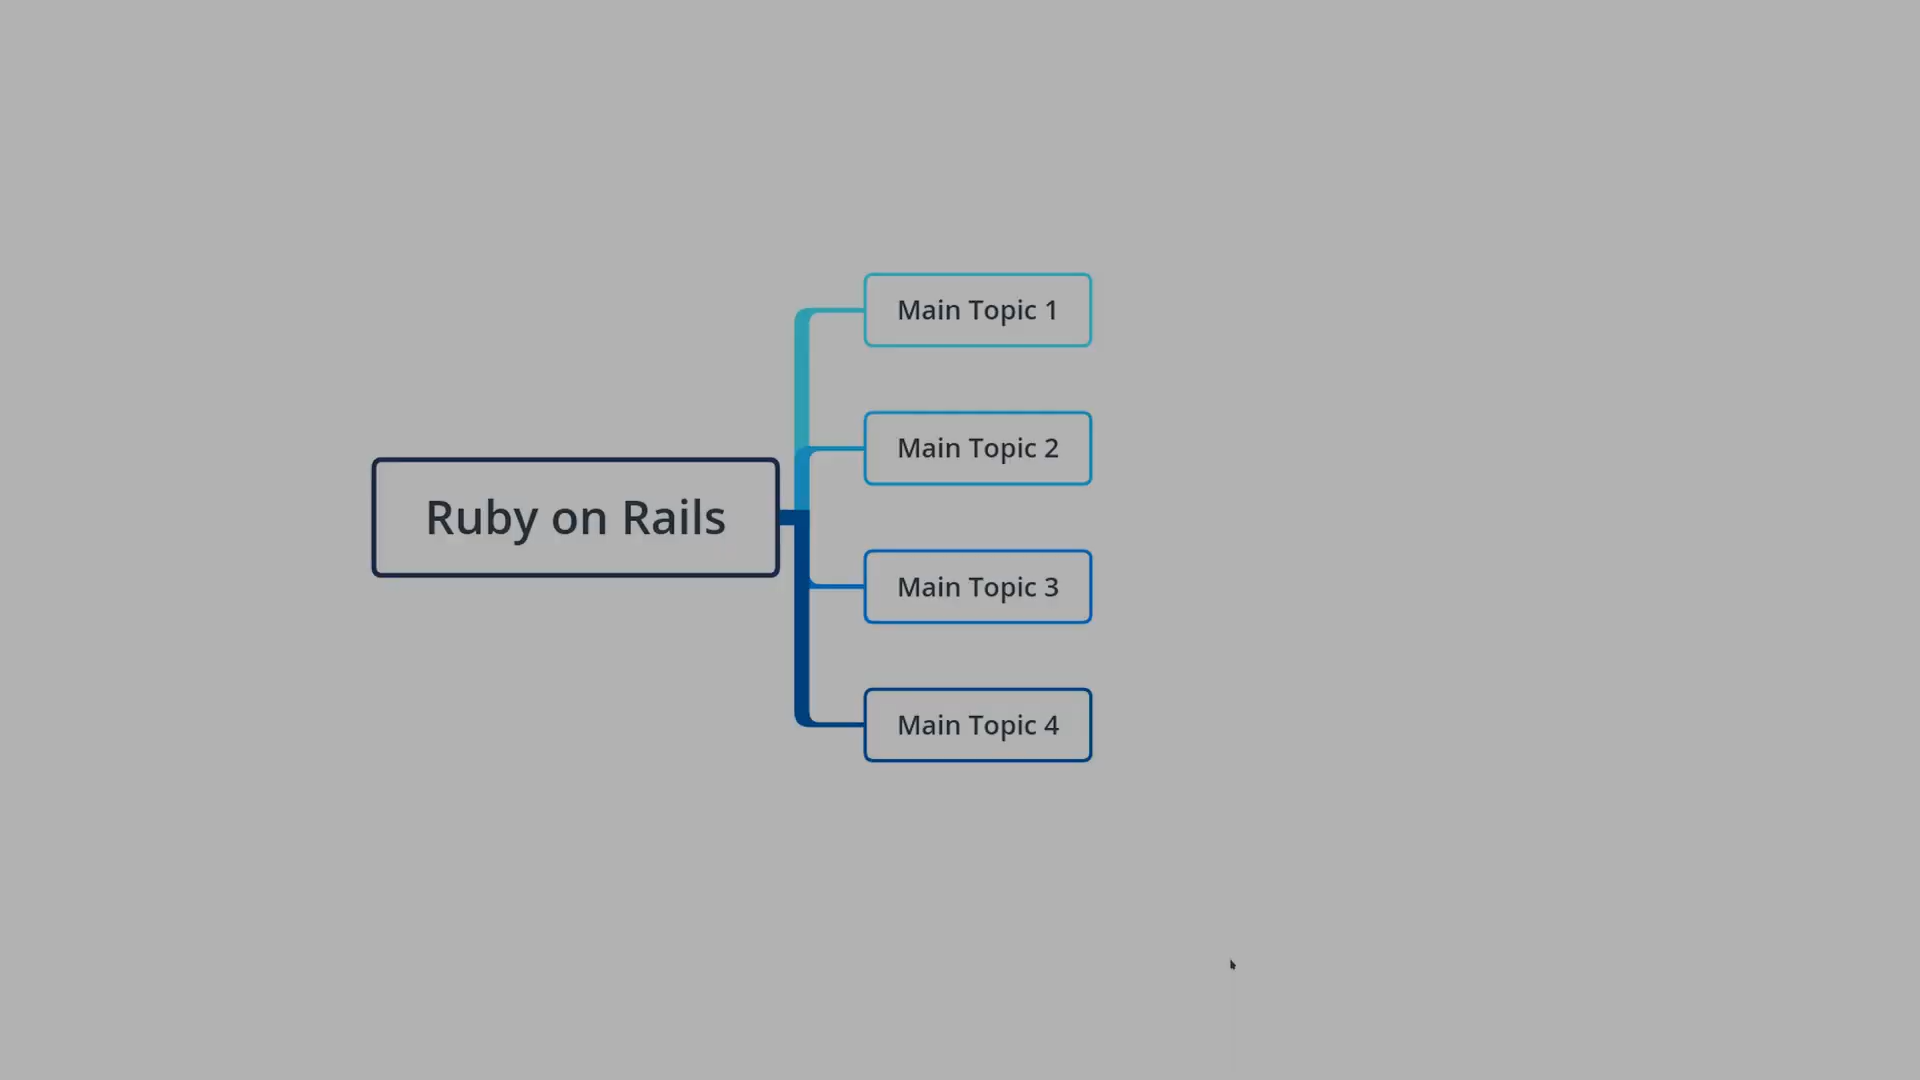 Main Topic 1
Main Topic 2
Ruby on Rails
Main Topic 3
Main Topic 4